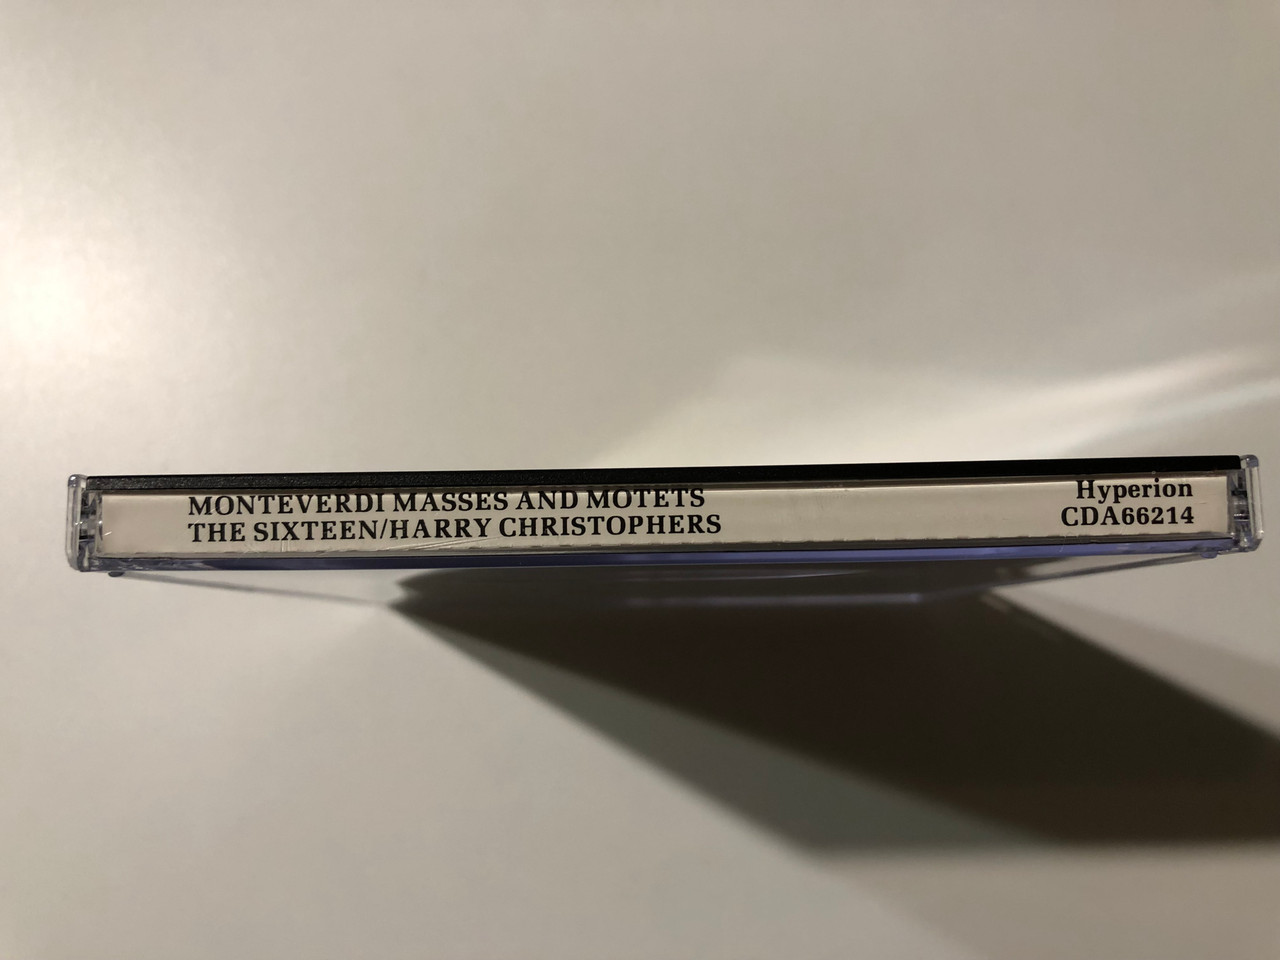 MONTEVERDI MASSES AND MOTETS
THE SIXTEEN/HARRY CHRISTOPHERS
Hyperion
CDA66214